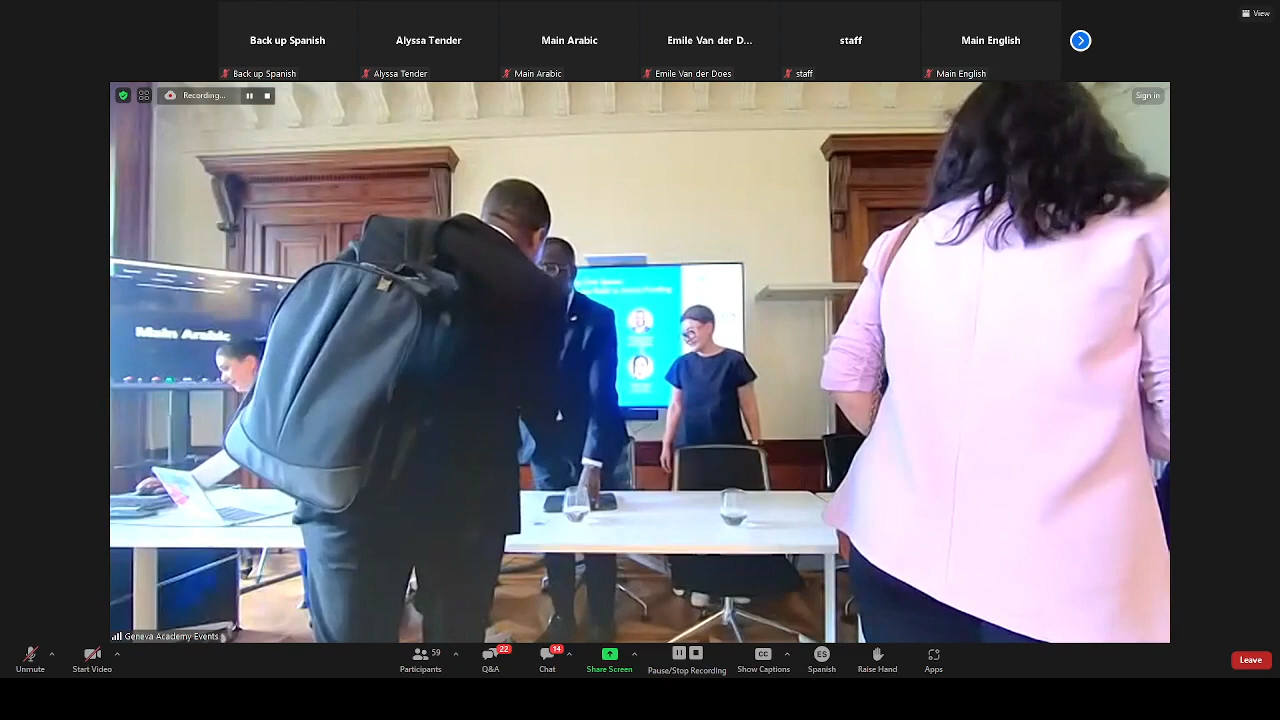 View
Back up Spanish
Alyssa Tender
Main Arabic
Emile Van der D...
staff
Main English
Back up Spanish
Alyssa Tender
Main Arabic
Emile Van der Does
staff
Main English
Recording...
Sign in
Main Arabic
Geneva Academy Events
Unmute
Start Video
59
Participants
22
Q&A
14
Chat
Share Screen
Pause/Stop Recording
CC
Show Captions
ES
Spanish
Raise Hand
Apps
Leave